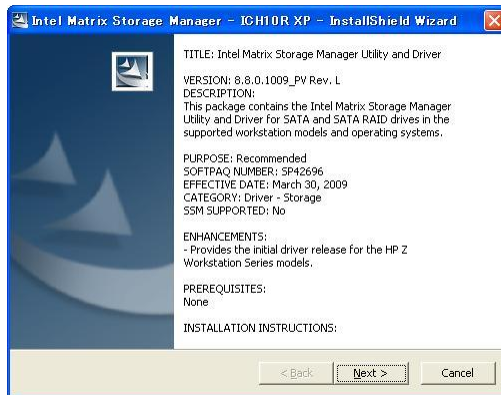 Intel Matrix Storage Manager - ICH10R XP - InstallShield Wizard
TITLE: Intel Matrix Storage Manager Utility and Driver
VERSION: 8.8.0.1009_PV Rev. L
DESCRIPTION:
This package contains the Intel Matrix Storage Manager
Utility and Driver for SATA and SATA RAID drives in the
supported workstation models and operating systems.
PURPOSE: Recommended
SOFTPAQ NUMBER: SP42696
EFFECTIVE DATE: March 30, 2009
CATEGORY: Driver - Storage
SSM SUPPORTED: No
ENHANCEMENTS:
- Provides the initial driver release for the HP Z
Workstation Series models.
PREREQUISITES:
None
INSTALLATION INSTRUCTIONS:
< Back Next > Cancel